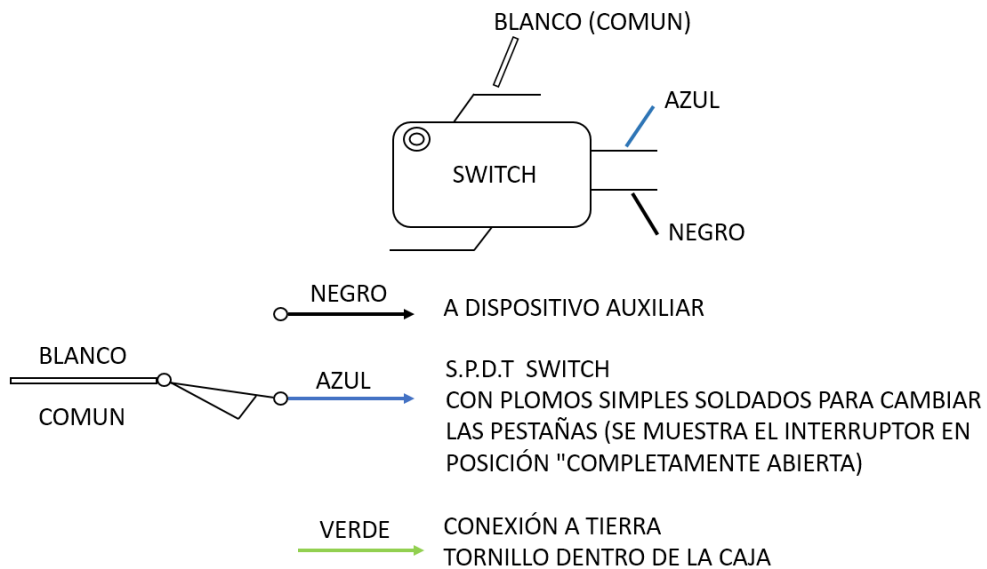 BLANCO (COMUN)
AZUL
SWITCH
NEGRO
NEGRO
A DISPOSITIVO AUXILIAR
BLANCO
COMUN
AZUL
S.P.D.T SWITCH
CON PLOMOS SIMPLES SOLDADOS PARA CAMBIAR
LAS PESTAÑAS (SE MUESTRA EL INTERRUPTOR EN
POSICIÓN "COMPLETAMENTE ABIERTA)
VERDE
CONEXIÓN A TIERRA
TORNILLO DENTRO DE LA CAJA